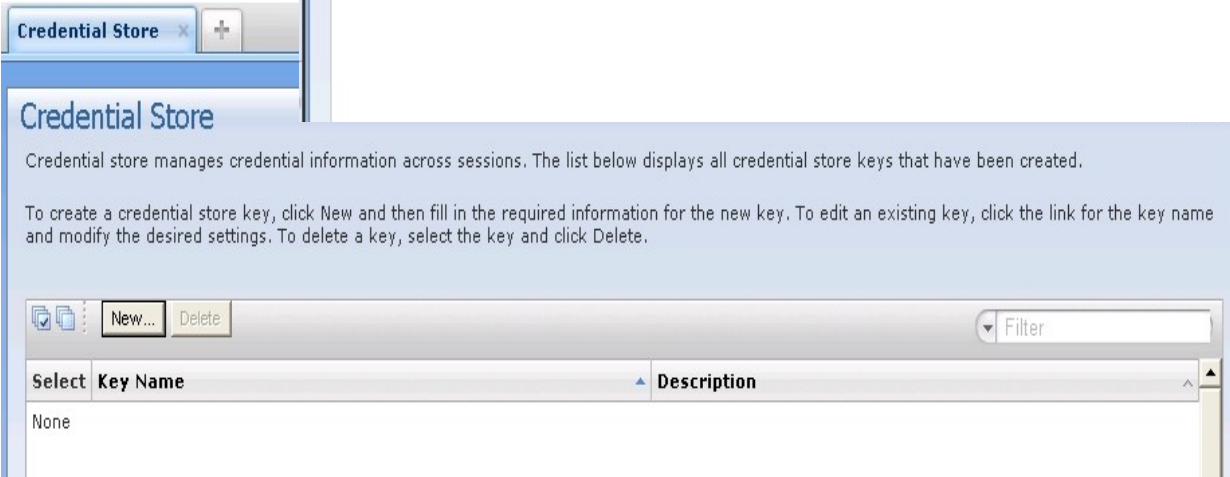 Credential Store
Credential Store
Credential store manages credential information across sessions. The list below displays all credential store keys that have been created.
To create a credential store key, click New and then fill in the required information for the new key. To edit an existing key, click the link for the key name
and modify the desired settings. To delete a key, select the key and click Delete.
New... Delete Filter
Select Key Name Description
None